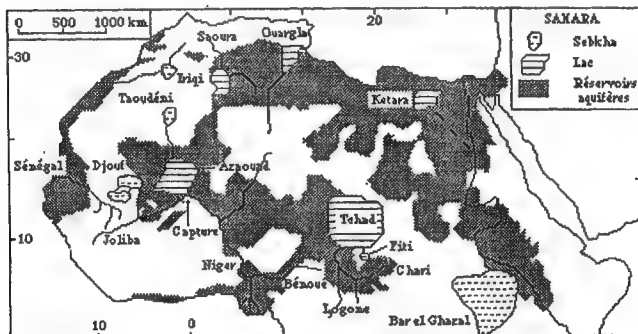 0 500 1000 km
20
SAHARA
Sebkha
Lac
Réservoirs
aquifères
30
Saoura
Ouargla
Iriqi
Taoudéni
Ketara
Sénégal
Djouf
Azaouad
Joliba
Capture
Tchad
Fiti
Chari
10
Niger
Bénoué
Logone
Bar el Ghazal
10
0